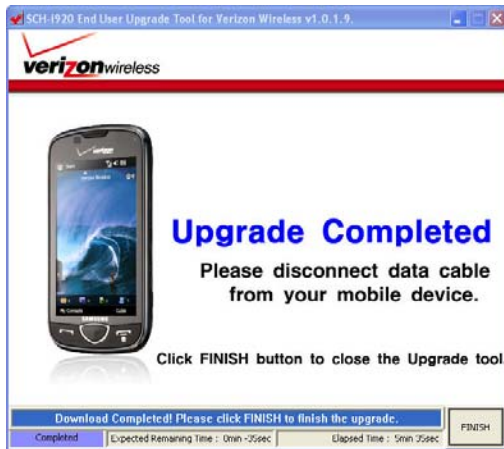 SCH-i920 End User Upgrade Tool for Verizon Wireless v1.0.1.9.
verizonwireless
verizon
Upgrade Completed
Please disconnect data cable
from your mobile device.
SAMSUNG
Click FINISH button to close the Upgrade tool.
Download Completed! Please click FINISH to finish the upgrade.
FINISH
Completed
Expected Remaining Time : 0min -35sec
Elapsed Time : 5min 35sec